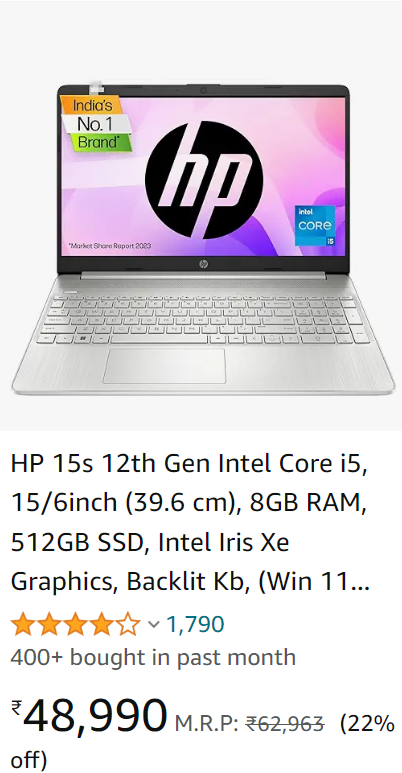 India's
No.1
Brand*
hp
intel
CORE
i5
*Market Share Report 2023
hp
HP 15s 12th Gen Intel Core i5,
15/6inch (39.6 cm), 8GB RAM,
512GB SSD, Intel Iris Xe
Graphics, Backlit Kb, (Win 11...
1,790
400+ bought in past month
₹48,990 M.R.P: ₹62,963 (22%
off)